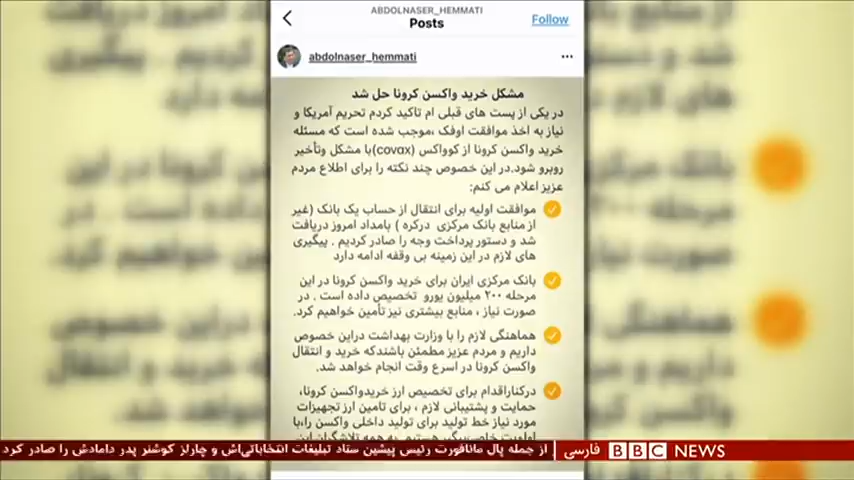 ABDOLNASER_HEMMATI
Posts
Follow
abdolnaser_hemmati
مشکل خرید واکسن کرونا حل شد
در یکی از پست های قبلی ام تاکید کردم تحریم آمریکا و
نیاز به اخذ موافقت اوفک ،موجب شده است که مسئله
خرید واکسن کرونا از کوواکس (covax)با مشکل وتأخیر
روبرو شود.در این خصوص چند نکته را برای اطلاع مردم
عزیز اعلام می کنم:
موافقت اولیه برای انتقال از حساب یک بانک (غیر
از منابع بانک مرکزی درکره ) بامداد امروز دریافت
شد و دستور پرداخت وجه را صادر کردیم . پیگیری
های لازم در این زمینه بی وقفه ادامه دارد
بانک مرکزی ایران برای خرید واکسن کرونا در این
مرحله ۲۰۰ میلیون یورو تخصیص داده است . در
صورت نیاز ، منابع بیشتری نیز تأمین خواهیم کرد.
هماهنگی لازم را با وزارت بهداشت دراین خصوص
داریم و مردم عزیز مطمئن باشندکه خرید و انتقال
واکسن کرونا در اسرع وقت انجام خواهد شد.
درکناراقدام برای تخصیص ارز خریدواکسن کرونا،
حمایت و پشتیبانی لازم ، برای تامین ارز تجهیزات
مورد نیاز خط تولید برای تولید داخلی واکسن را،با
اولویت خاص،پیگیر هستیم. به همه تلاشگران این
از جمله پال مانافورت رئیس پیشین ستاد تبلیغات انتخاباتی‌اش و چارلز کوشنر پدر دامادش را صادر کرد
BBC NEWS فارسی